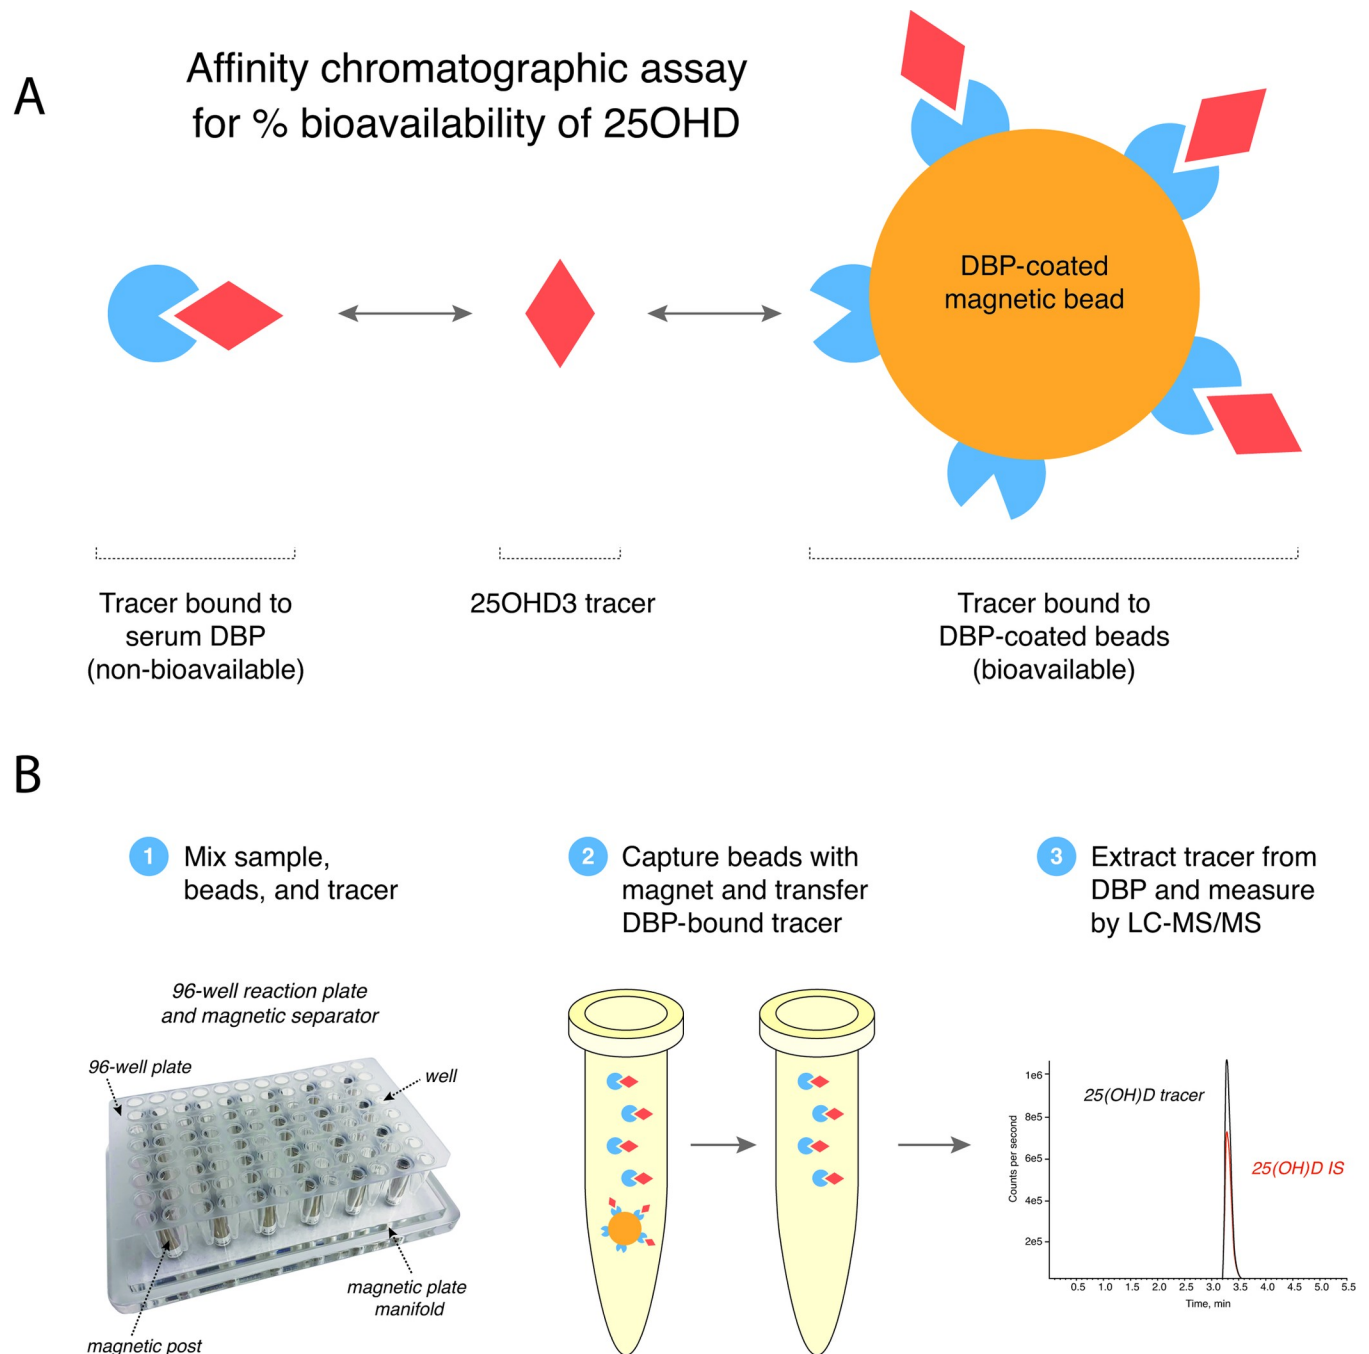 A
Affinity chromatographic assay
for % bioavailability of 25OHD
DBP-coated
magnetic bead
Tracer bound to
serum DBP
(non-bioavailable)
25OHD3 tracer
Tracer bound to
DBP-coated beads
(bioavailable)
B
1 Mix sample,
beads, and tracer
2 Capture beads with
magnet and transfer
DBP-bound tracer
3 Extract tracer from
DBP and measure
by LC-MS/MS
96-well reaction plate
and magnetic separator
96-well plate
well
magnetic plate
manifold
magnetic post
1e6
8e5
6e5
4e5
2e5
Counts per second
25(OH)D tracer
25(OH)D IS
0.5 1.0 1.5 2.0 2.5 3.0 3.5 4.0 4.5 5.0 5.5
Time, min